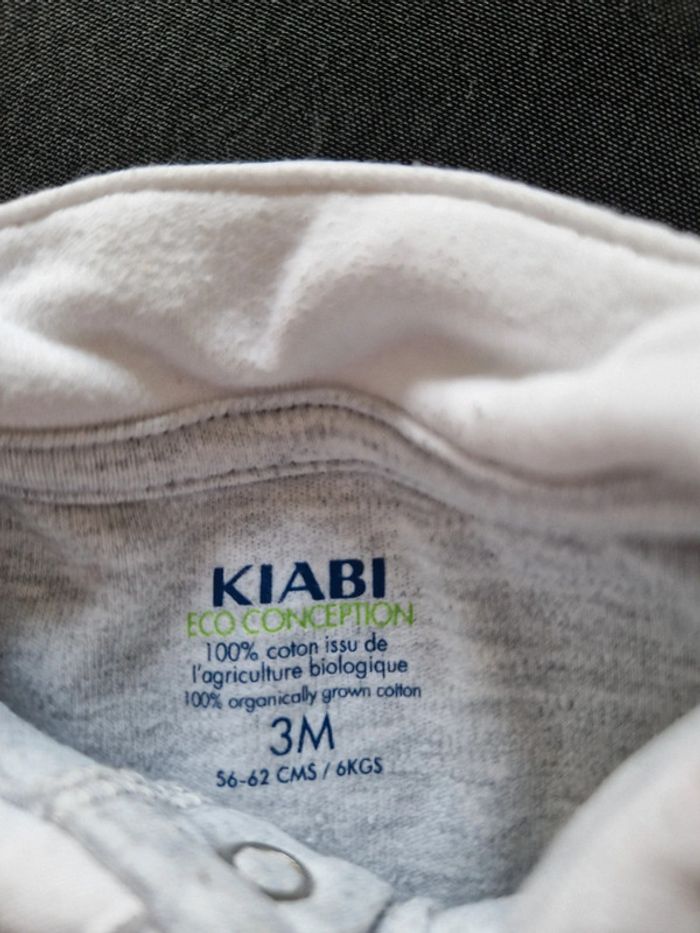 KIABI
ECO CONCEPTION
100% coton issu de
l'agriculture biologique
100% organically grown cotton
3M
56-62 CMS / 6KGS